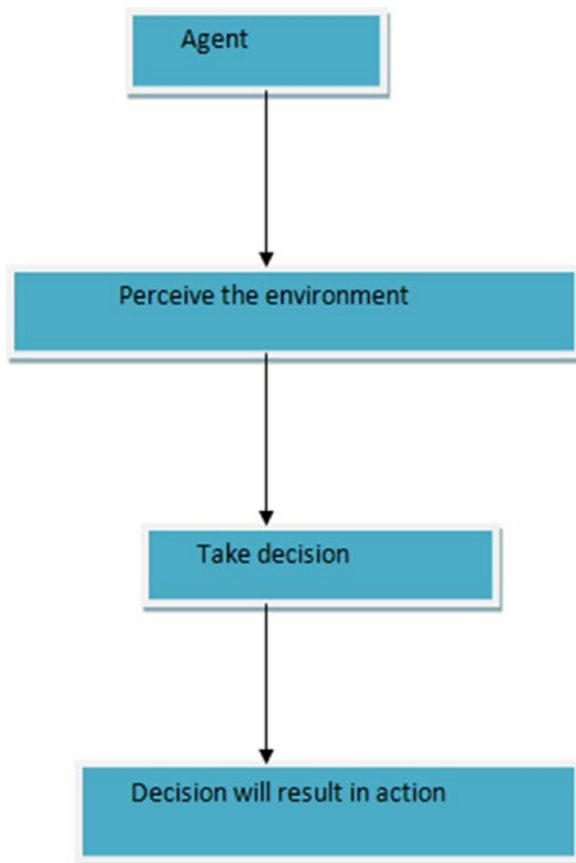 Agent
Perceive the environment
Take decision
Decision will result in action